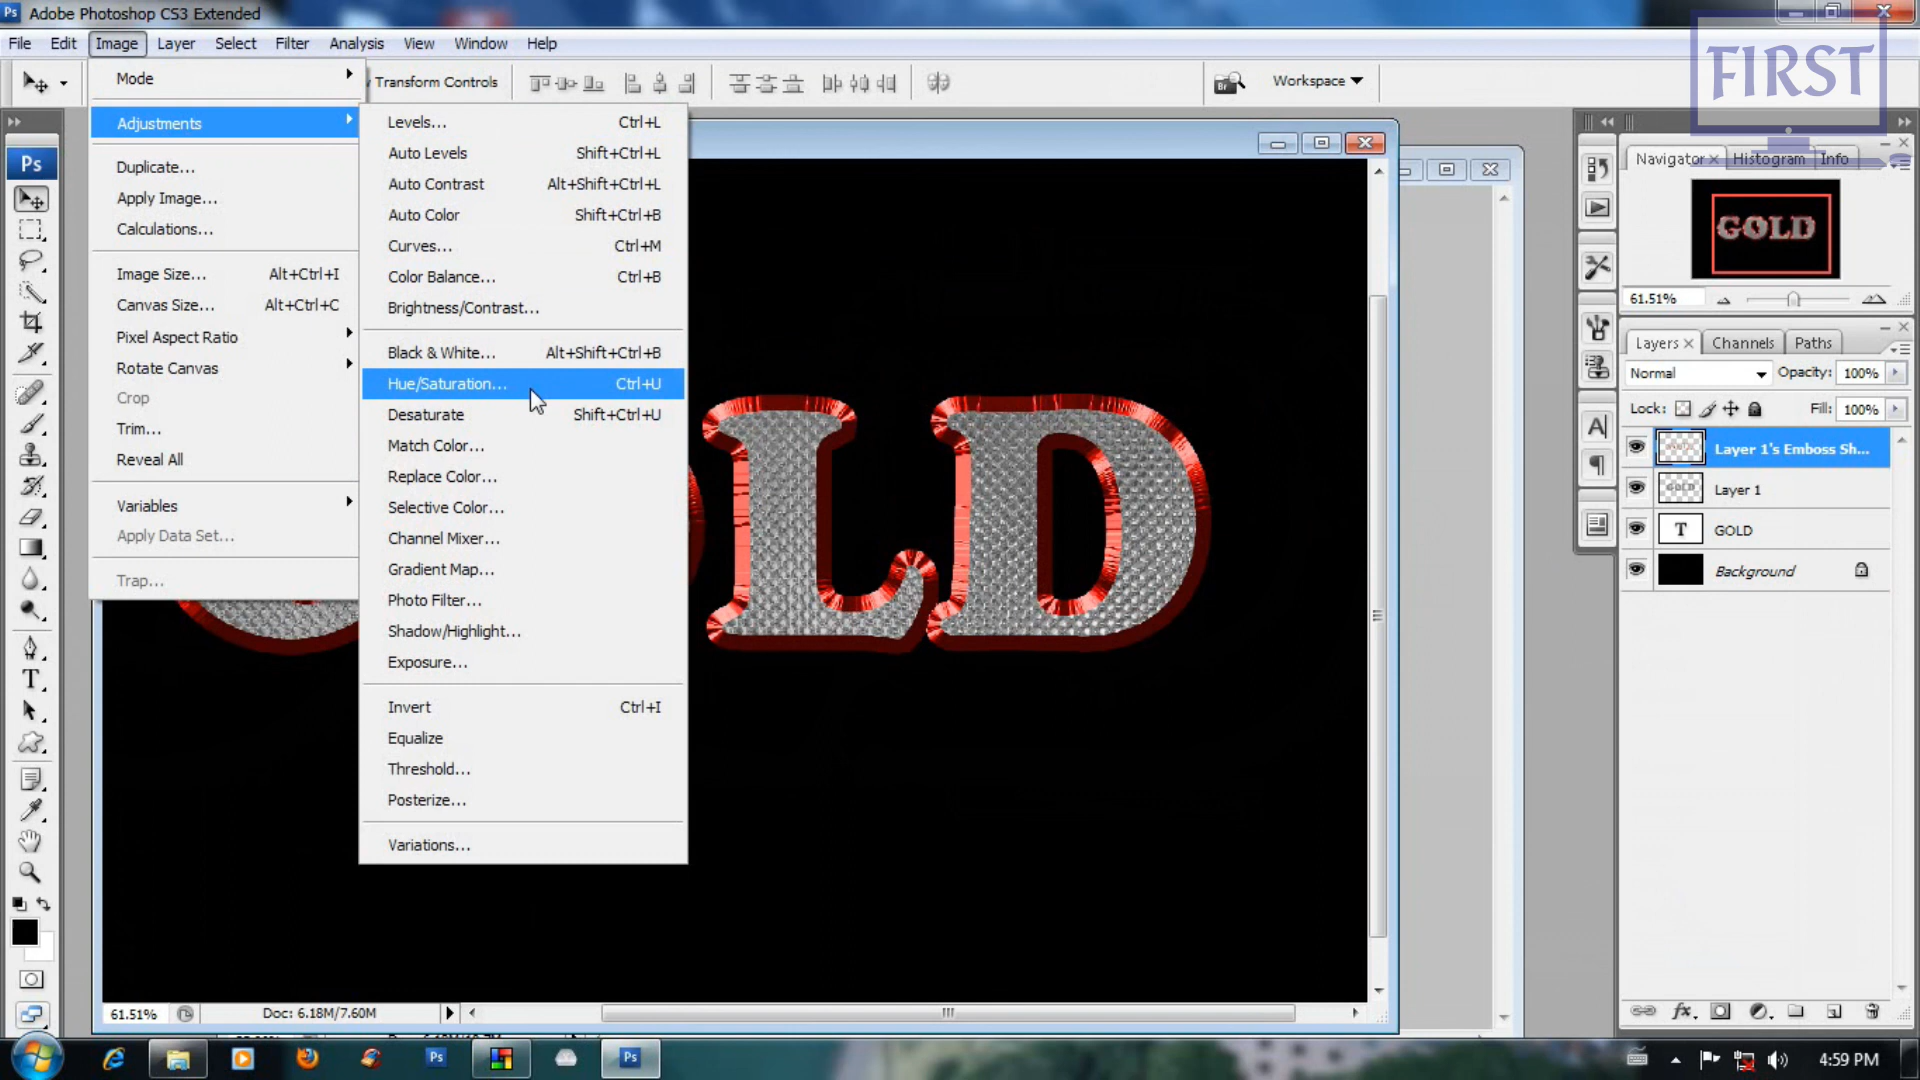 Ps Adobe Photoshop CS3 Extended
File Edit Image Layer Select Filter Analysis View Window Help
Transform Controls
Br Workspace
FIRST
Mode
Adjustments
Duplicate...
Apply Image...
Calculations...
Image Size... Alt+Ctrl+I
Canvas Size... Alt+Ctrl+C
Pixel Aspect Ratio
Rotate Canvas
Crop
Trim...
Reveal All
Variables
Apply Data Set...
Trap...
Levels... Ctrl+L
Auto Levels Shift+Ctrl+L
Auto Contrast Alt+Shift+Ctrl+L
Auto Color Shift+Ctrl+B
Curves... Ctrl+M
Color Balance... Ctrl+B
Brightness/Contrast...
Black & White... Alt+Shift+Ctrl+B
Hue/Saturation... Ctrl+U
Desaturate Shift+Ctrl+U
Match Color...
Replace Color...
Selective Color...
Channel Mixer...
Gradient Map...
Photo Filter...
Shadow/Highlight...
Exposure...
Invert Ctrl+I
Equalize
Threshold...
Posterize...
Variations...
Ps
T
LD
A
Navigator Histogram Info
GOLD
61.51%
Layers Channels Paths
Normal Opacity: 100%
Lock: Fill: 100%
Layer 1's Emboss Sh...
Layer 1
T GOLD
Background
fx
61.51% Doc: 6.18M/7.60M
Ps Ps
4:59 PM